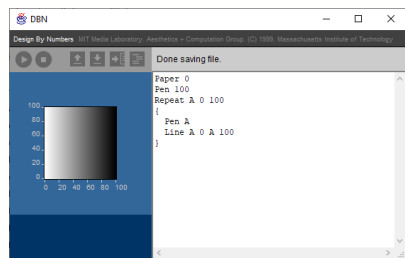 DBN
Design By Numbers MIT Media Laboratory. Aesthetics + Computation Group. (C) 1999, Massachusetts Institute of Technology
Done saving file.
Paper 0
Pen 100
Repeat A 0 100
{
Pen A
Line A 0 A 100
}
100
80
60
40
20
0
0 20 40 60 80 100